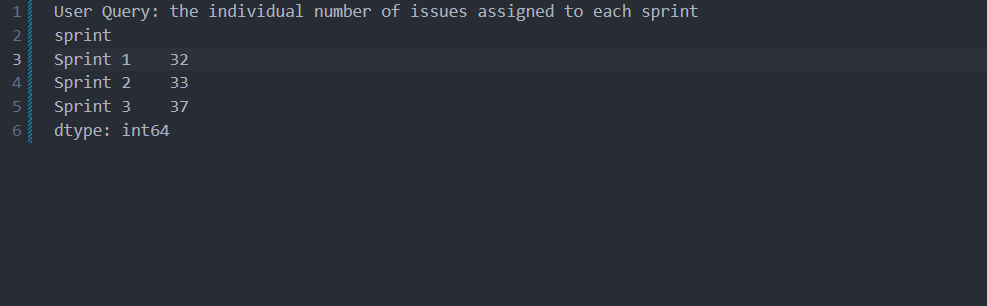 1 User Query: the individual number of issues assigned to each sprint
2 sprint
3 Sprint 1    32
4 Sprint 2    33
5 Sprint 3    37
6 dtype: int64